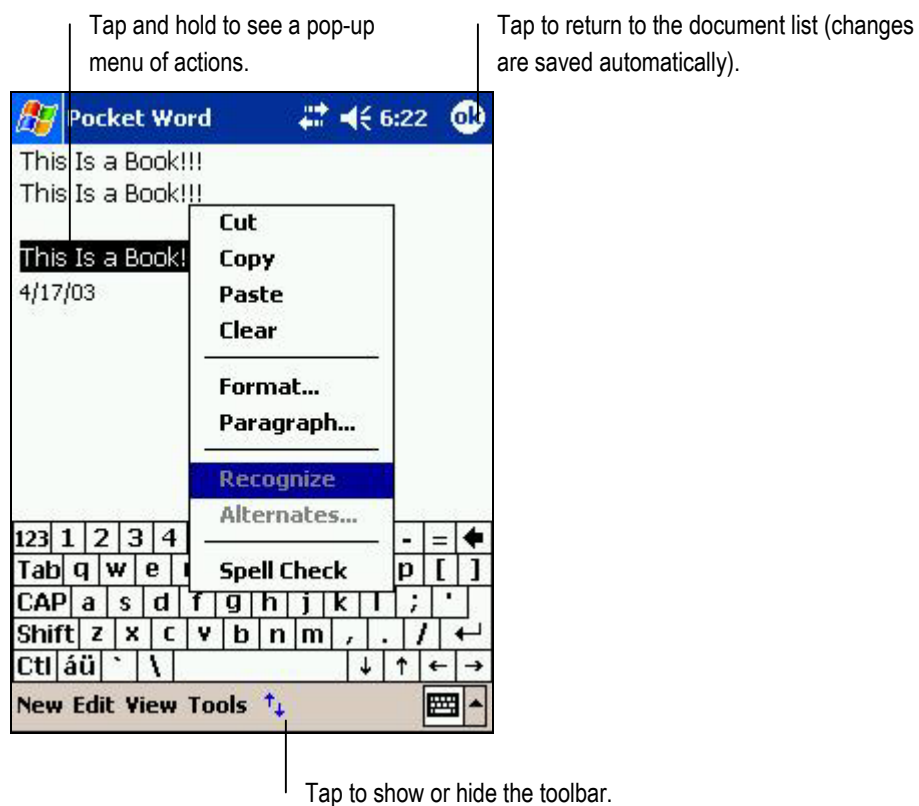 Tap and hold to see a pop-up
menu of actions.
Tap to return to the document list (changes
are saved automatically).
Pocket Word 6:22 ok
This Is a Book!!!
This Is a Book!!!
This Is a Book!
4/17/03
Cut
Copy
Paste
Clear
Format...
Paragraph...
Recognize
Alternates...
Spell Check
123 1 2 3 4 - =
Tab q w e p [ ]
CAP a s d f g h j k l ; '
Shift z x c v b n m , . / ↵
Ctl áü ` \ ↓ ↑ ← →
New Edit View Tools
Tap to show or hide the toolbar.